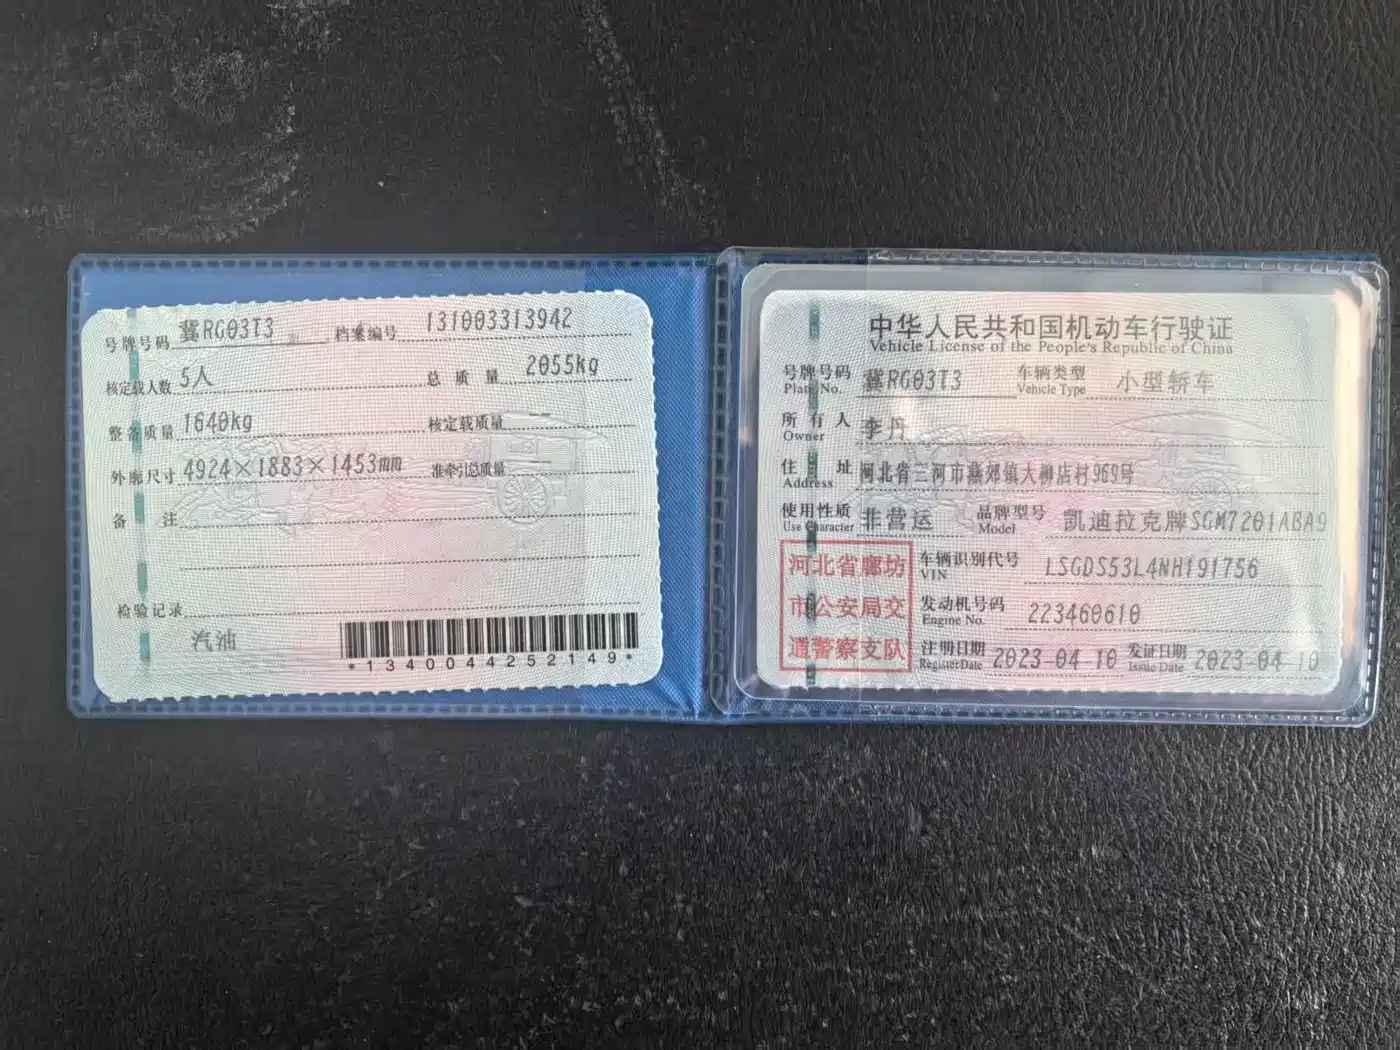 号牌号码 冀RG03T3 档案编号 131003313942
核定载人数 5人 总质量 2055kg
整备质量 1640kg 核定载质量 --
外廓尺寸 4924×1883×1453mm 准牵引总质量 --
备注
检验记录
汽油
*1340044252149*
中华人民共和国机动车行驶证
Vehicle License of the People's Republic of China
号牌号码 冀RG03T3 车辆类型 小型轿车
Plate No. Vehicle Type
所有人 李丹
Owner
住址 河北省三河市燕郊镇大柳店村969号
Address
使用性质 非营运 品牌型号 凯迪拉克牌SGM7201ABA9
Use Character Model
河北省廊坊
市公安局交
通警察支队
车辆识别代号 LSGDS53L4NH191756
VIN
发动机号码 223460610
Engine No.
注册日期 2023-04-10 发证日期 2023-04-10
Register Date Issue Date